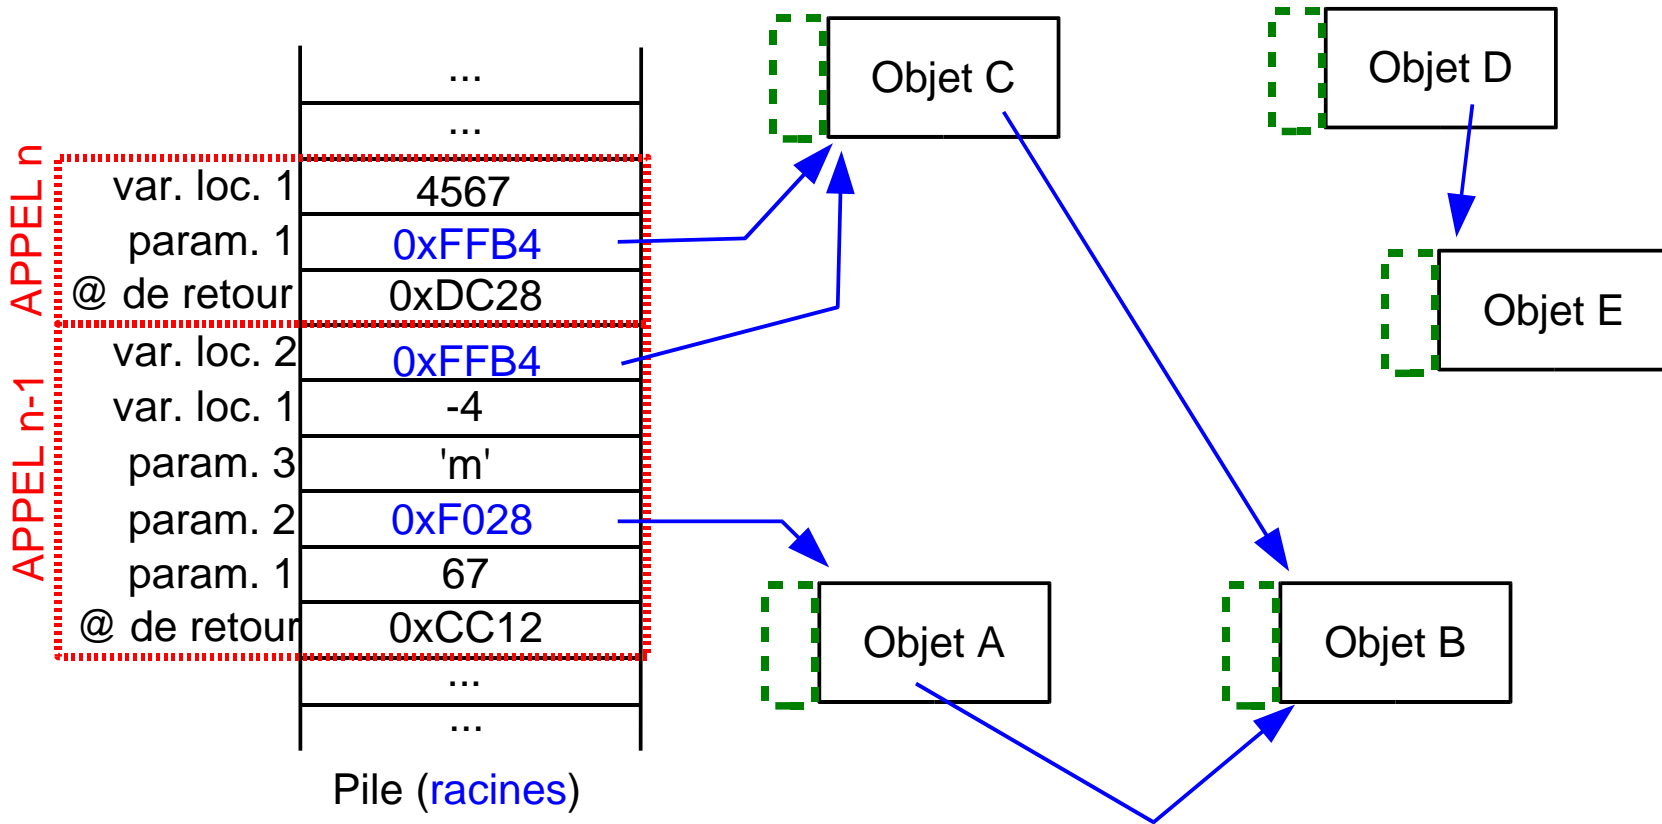 ...
...
APPEL n
var. loc. 1 4567
param. 1 0xFFB4
@ de retour 0xDC28
APPEL n-1
var. loc. 2 0xFFB4
var. loc. 1 -4
param. 3 'm'
param. 2 0xF028
param. 1 67
@ de retour 0xCC12
...
...
Pile (racines)
Objet C
Objet D
Objet E
Objet A
Objet B